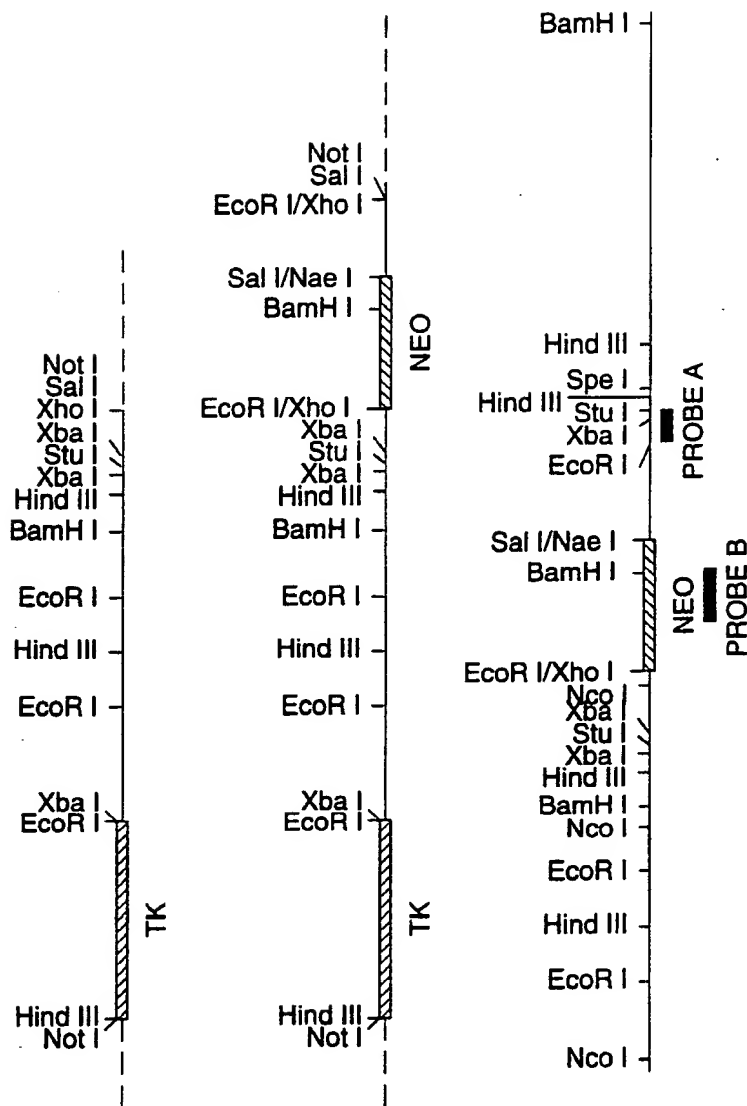 Not I
Sal I
Xho I
Xba I
Stu I
Xba I
Hind III
BamH I
EcoR I
Hind III
EcoR I
Xba I
EcoR I
TK
Hind III
Not I
Not I
Sal I
EcoR I/Xho I
Sal I/Nae I
BamH I
NEO
EcoR I/Xho I
Xba I
Stu I
Xba I
Hind III
BamH I
EcoR I
Hind III
EcoR I
Xba I
EcoR I
TK
Hind III
Not I
BamH I
Hind III
Spe I
Hind III
Stu I
Xba I
EcoR I
PROBE A
Sal I/Nae I
BamH I
NEO
PROBE B
EcoR I/Xho I
Nco I
Xba I
Stu I
Xba I
Hind III
BamH I
Nco I
EcoR I
Hind III
EcoR I
Nco I